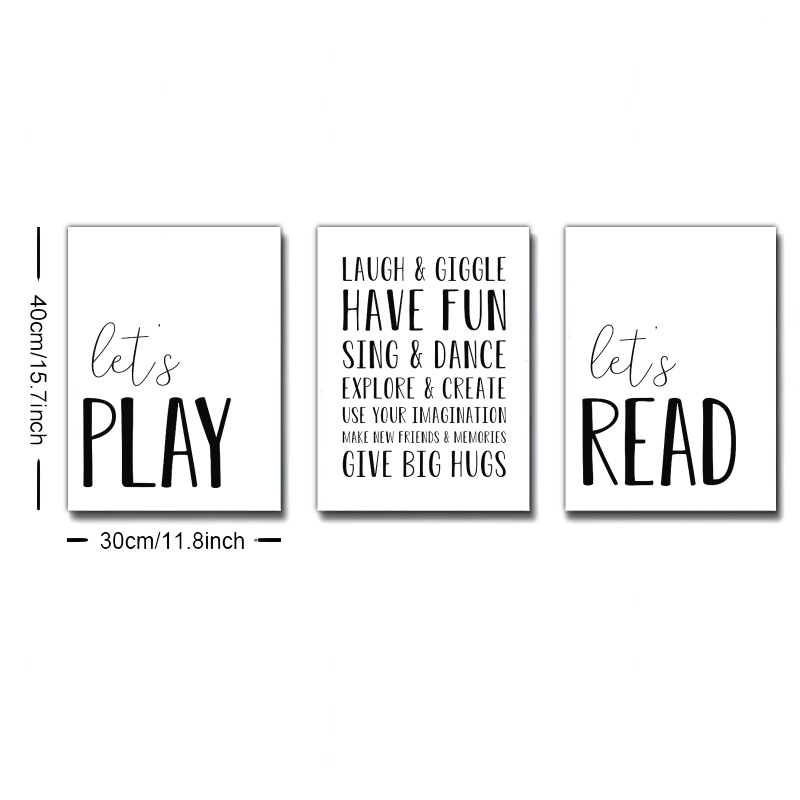 40cm/15.7inch
let's
PLAY
LAUGH & GIGGLE
HAVE FUN
SING & DANCE
EXPLORE & CREATE
USE YOUR IMAGINATION
MAKE NEW FRIENDS & MEMORIES
GIVE BIG HUGS
let's
READ
30cm/11.8inch